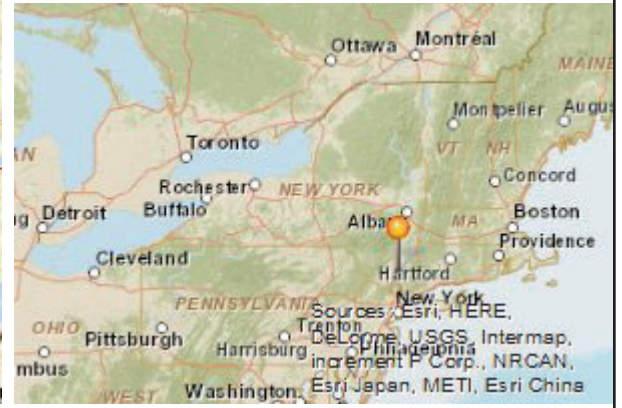 Ottawa
Montréal
MAINE
Montpelier
Augus
VT
NH
Toronto
AN
Concord
Rochester
NEW YORK
Buffalo
Detroit
Alba
MA
Boston
Providence
Cleveland
Hartford
New York
PENNSYLVANIA
OHIO
Pittsburgh
Trenton
Harrisburg
Philadelphia
mbus
WEST
Washington
Sources: Esri, HERE,
DeLorme, USGS, Intermap,
increment P Corp., NRCAN,
Esri Japan, METI, Esri China